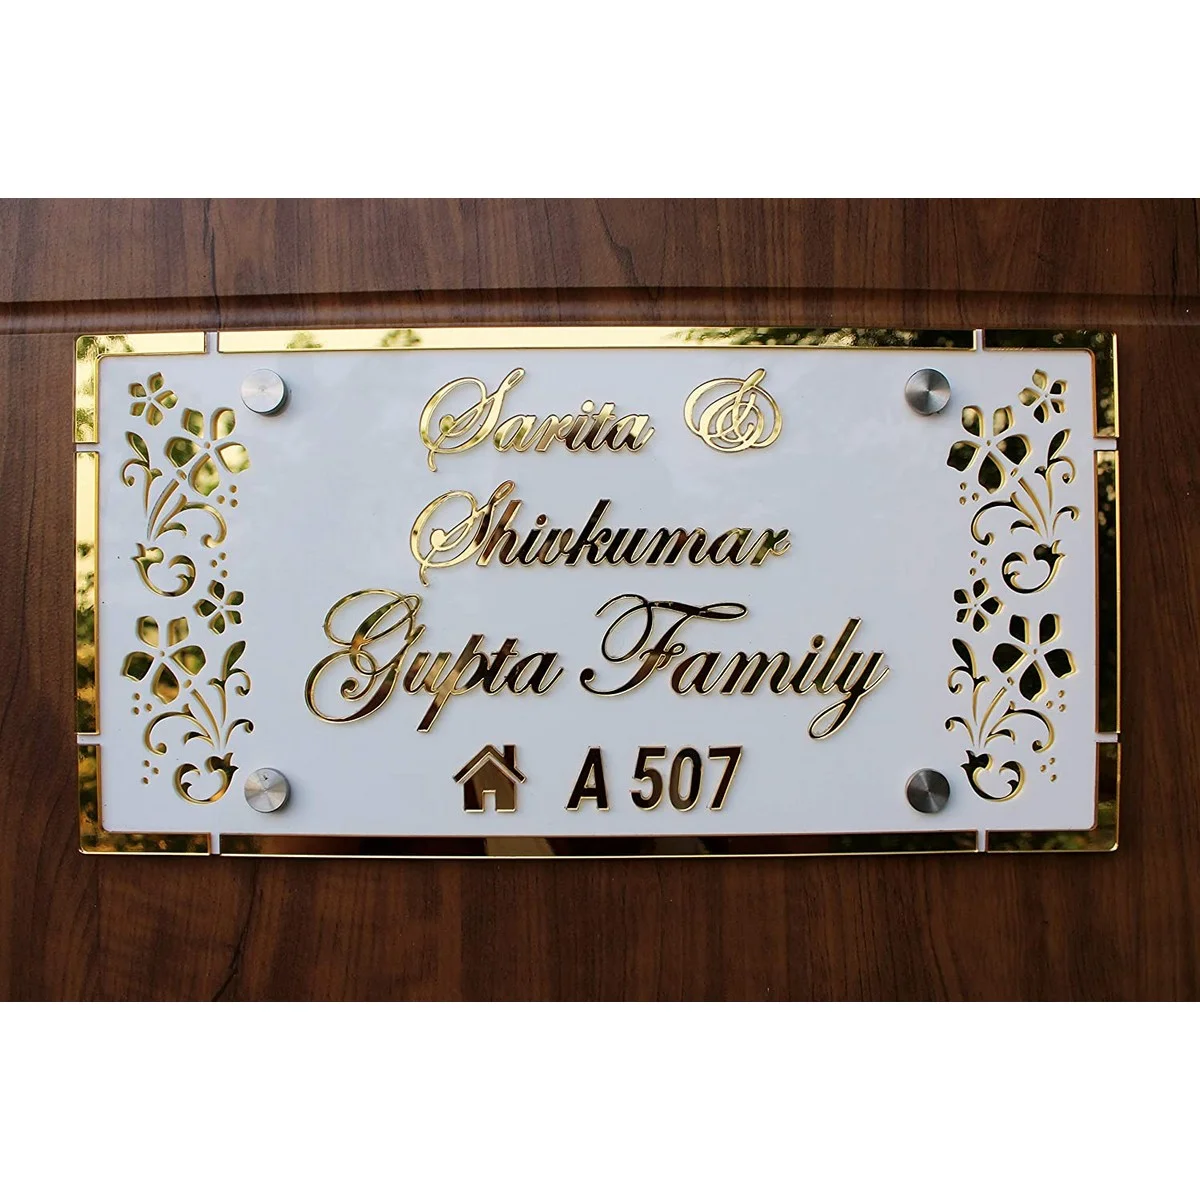 Sarita &
Shivkumar
Gupta Family
A 507